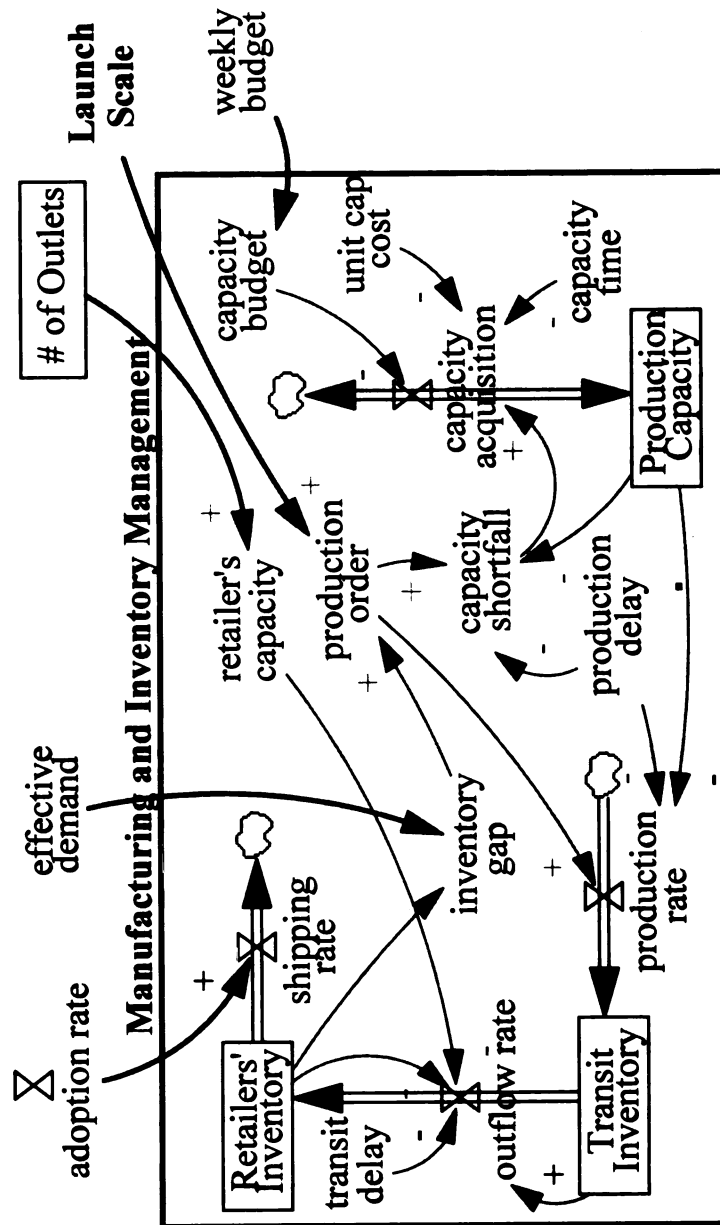 adoption rate
effective
demand
# of Outlets
Launch
Scale
weekly
budget
Manufacturing and Inventory Management
+
+
+
Retailers'
Inventory
shipping
rate
retailer's
capacity
capacity
budget
production
order
transit
delay
unit cap
cost
-
-
+
+
-
-
+
inventory
gap
capacity
shortfall
capacity
acquisition
outflow rate
-
+
+
-
-
-
capacity
time
+
production
delay
Transit
Inventory
production
rate
-
-
Production
Capacity
-